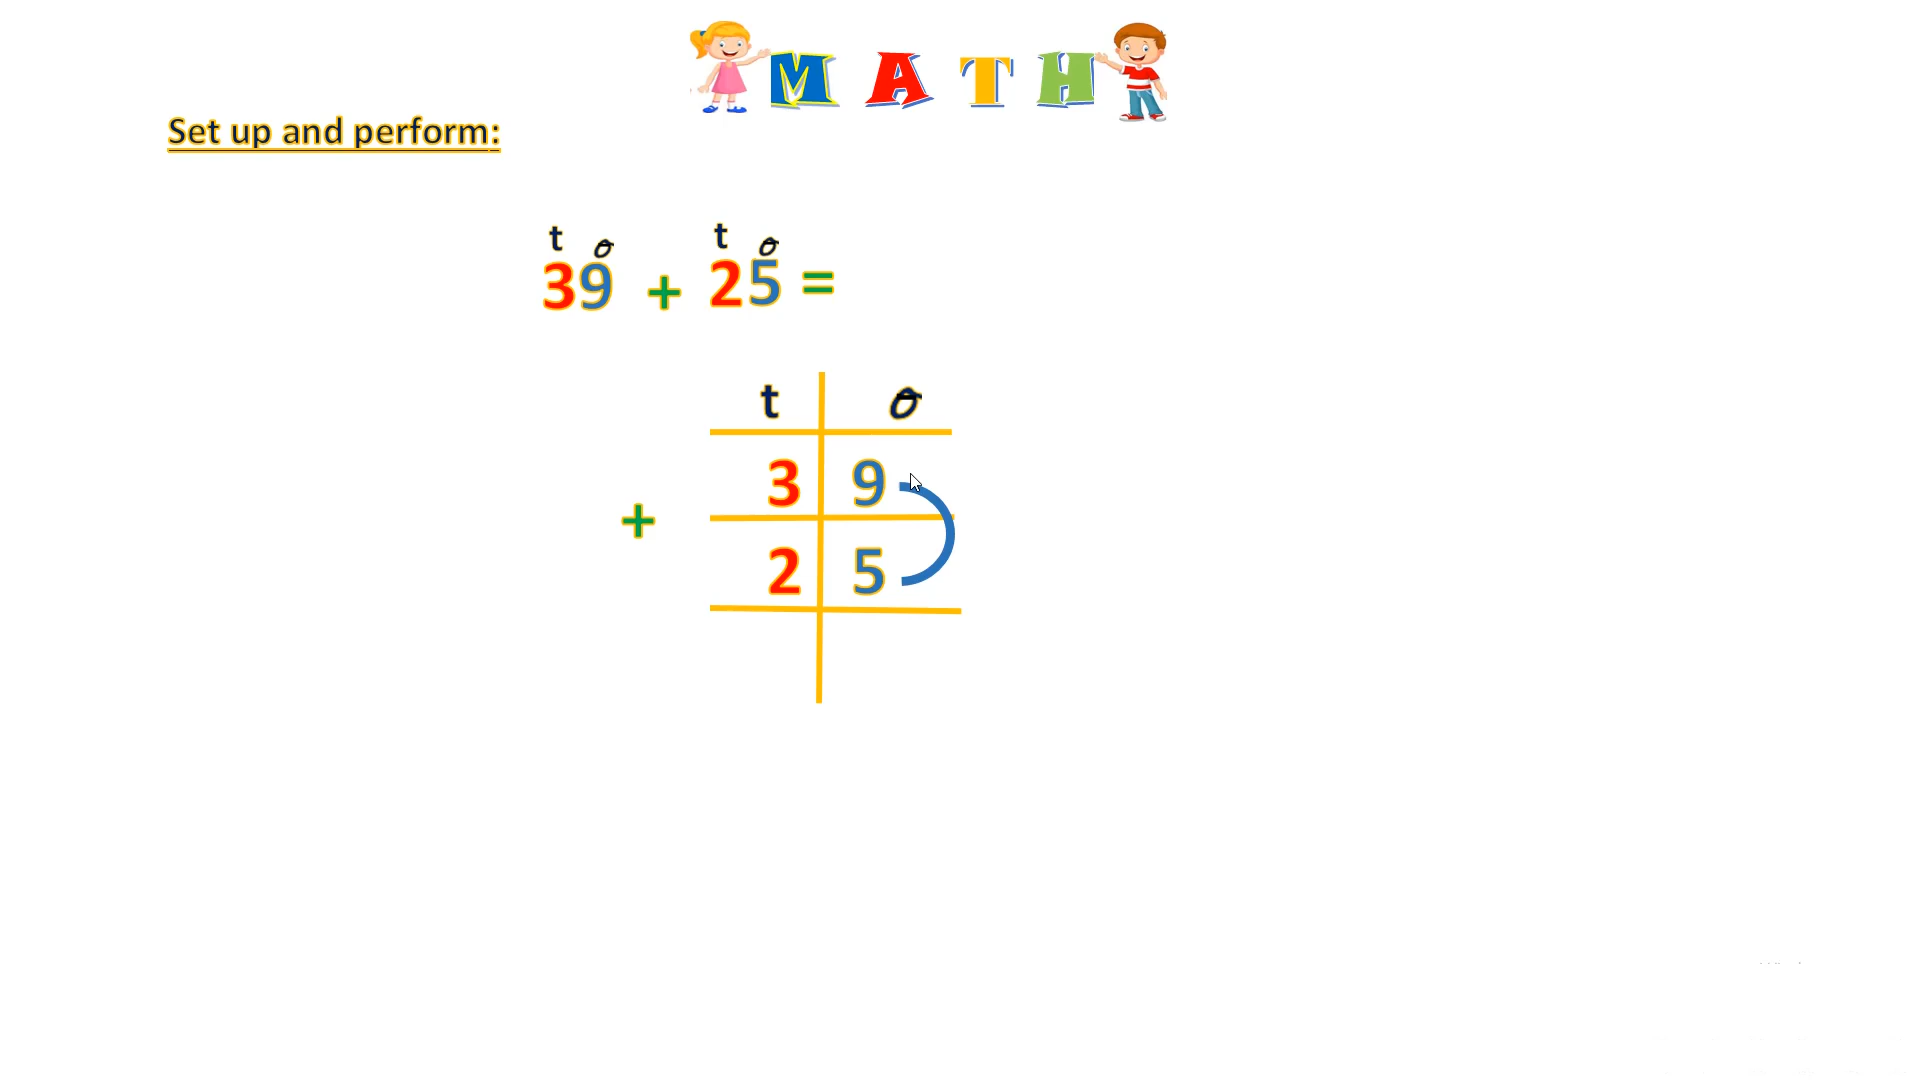 MATH
Set up and perform:
t o t o
39 + 25 =
t o
3 9
+
2 5